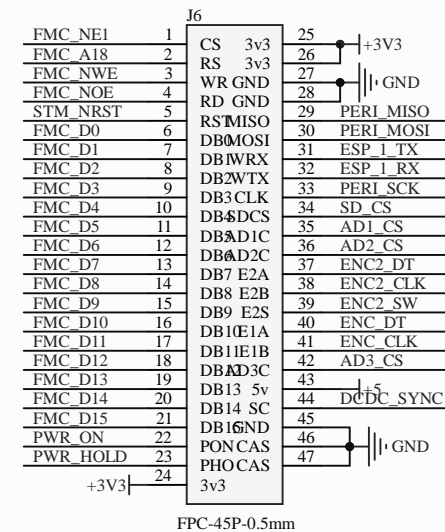 J6
FMC_NE1 1 CS 3v3 25
FMC_A18 2 RS 3v3 26 +3V3
FMC_NWE 3 WR GND 27
FMC_NOE 4 RD GND 28 GND
STM_NRST 5 RST MISO 29 PERI_MISO
FMC_D0 6 DB0 MOSI 30 PERI_MOSI
FMC_D1 7 DB1 WRX 31 ESP_1_TX
FMC_D2 8 DB2 WTX 32 ESP_1_RX
FMC_D3 9 DB3 CLK 33 PERI_SCK
FMC_D4 10 DB4 SDCS 34 SD_CS
FMC_D5 11 DB5 AD1C 35 AD1_CS
FMC_D6 12 DB6 AD2C 36 AD2_CS
FMC_D7 13 DB7 E2A 37 ENC2_DT
FMC_D8 14 DB8 E2B 38 ENC2_CLK
FMC_D9 15 DB9 E2S 39 ENC2_SW
FMC_D10 16 DB10 E1A 40 ENC_DT
FMC_D11 17 DB11 E1B 41 ENC_CLK
FMC_D12 18 DB12 AD3C 42 AD3_CS
FMC_D13 19 DB13 5v 43 +5
FMC_D14 20 DB14 SC 44 DCDC_SYNC
FMC_D15 21 DB15 GND 45
PWR_ON 22 PON CAS 46 GND
PWR_HOLD 23 PHO CAS 47
+3V3 24 3v3
FPC-45P-0.5mm